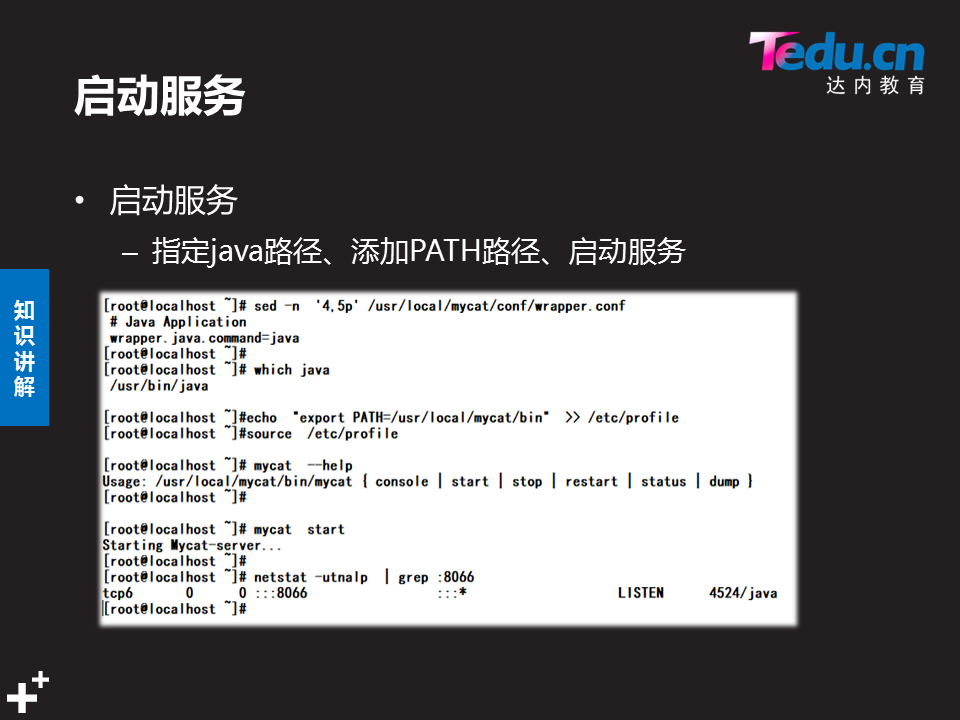 Tedu.cn
达内教育
启动服务
• 启动服务
– 指定java路径、添加PATH路径、启动服务
知识讲解
[root@localhost ~]# sed -n '4,5p' /usr/local/mycat/conf/wrapper.conf
# Java Application
wrapper.java.command=java
[root@localhost ~]#
[root@localhost ~]# which java
/usr/bin/java
[root@localhost ~]#echo "export PATH=/usr/local/mycat/bin" >> /etc/profile
[root@localhost ~]#source /etc/profile
[root@localhost ~]# mycat --help
Usage: /usr/local/mycat/bin/mycat { console | start | stop | restart | status | dump }
[root@localhost ~]#
[root@localhost ~]# mycat start
Starting Mycat-server...
[root@localhost ~]#
[root@localhost ~]# netstat -utnalp | grep :8066
tcp6 0 0 :::8066 :::* LISTEN 4524/java
[root@localhost ~]#